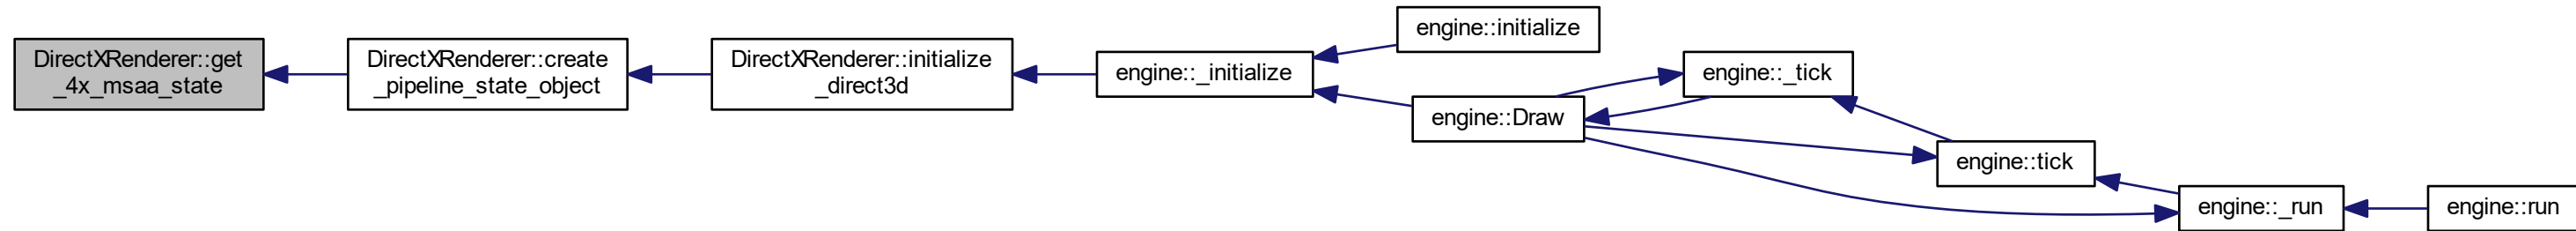 DirectXRenderer::get
_4x_msaa_state
DirectXRenderer::create
_pipeline_state_object
DirectXRenderer::initialize
_direct3d
engine::_initialize
engine::initialize
engine::Draw
engine::_tick
engine::tick
engine::_run
engine::run